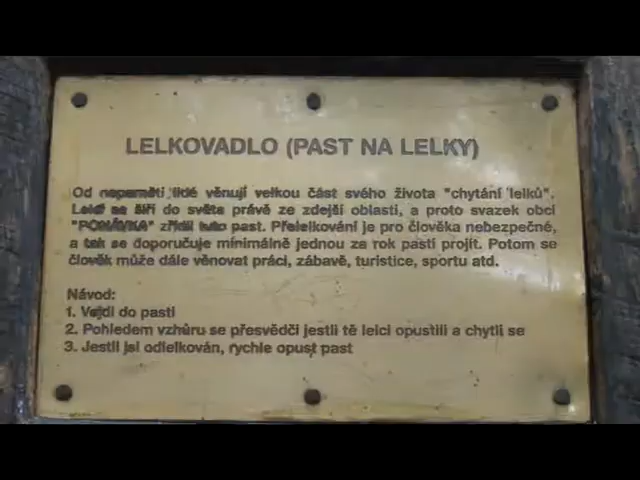 LELKOVADLO (PAST NA LELKY)
Od nepaměti lidé věnují velkou část svého života "chytání lelků".
Lelci se šíří do světa právě ze zdejší oblasti, a proto svazek obcí
"PONÁVKA" zřídil tuto past. Přelelkování je pro člověka nebezpečné,
a tak se doporučuje minimálně jednou za rok pastí projít. Potom se
člověk může dále věnovat práci, zábavě, turistice, sportu atd.
Návod:
1. Vejdi do pasti
2. Pohledem vzhůru se přesvědči jestli tě lelci opustili a chytli se
3. Jestli jsi odlelkován, rychle opusť past